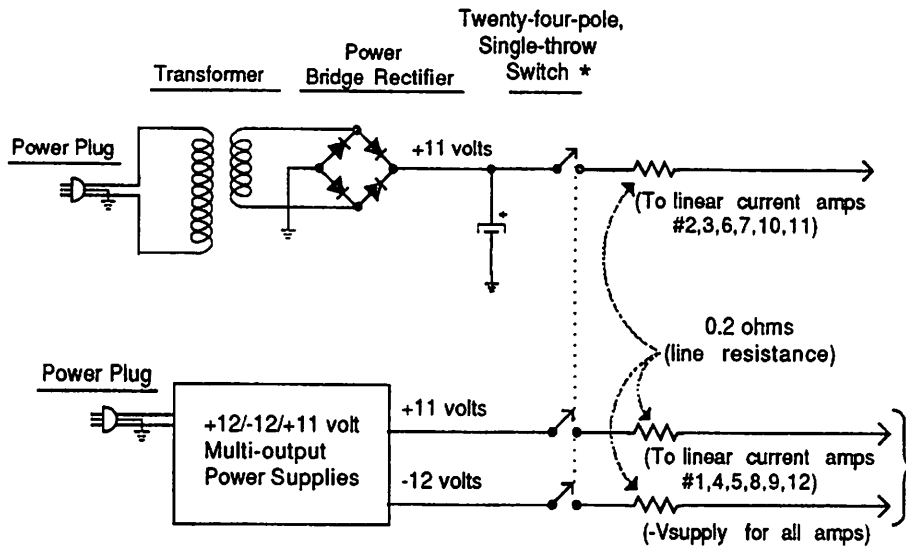 Twenty-four-pole,
Single-throw
Switch *
Power
Bridge Rectifier
Transformer
Power Plug
+11 volts
+
(To linear current amps
#2,3,6,7,10,11)
0.2 ohms
(line resistance)
Power Plug
+12/-12/+11 volt
Multi-output
Power Supplies
+11 volts
(To linear current amps
#1,4,5,8,9,12)
-12 volts
(-Vsupply for all amps)